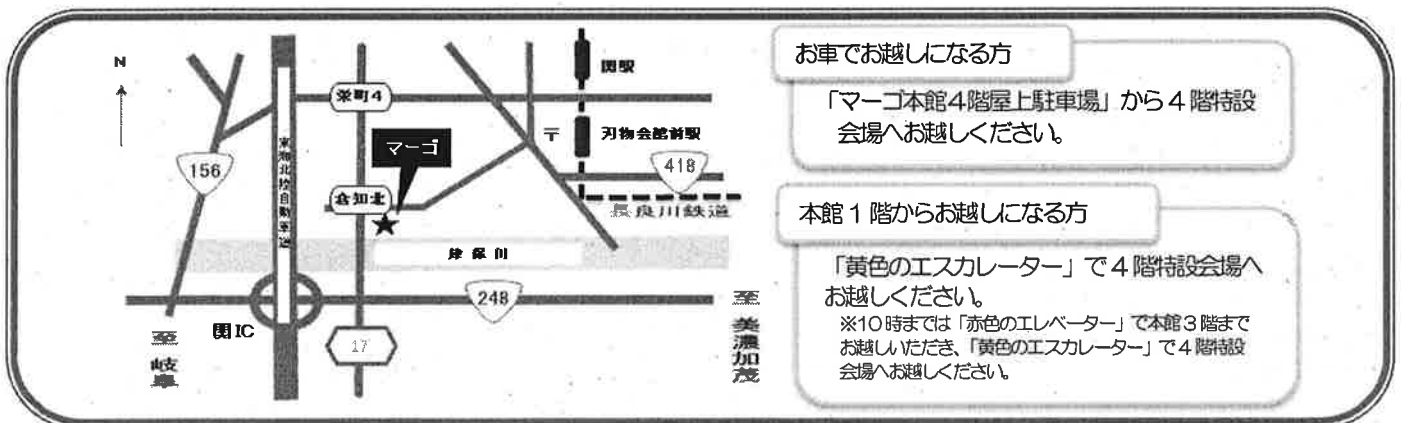 N
栄町4
関駅
〒
刃物会館前駅
マーゴ
156
418
東海北陸自動車道
倉知北
長良川鉄道
津保川
248
関IC
17
至
岐阜
至
美濃加茂
お車でお越しになる方
「マーゴ本館4階屋上駐車場」から4階特設
会場へお越しください。
本館1階からお越しになる方
「黄色のエスカレーター」で4階特設会場へ
お越しください。
※10時までは「赤色のエレベーター」で本館3階まで
お越しいただき、「黄色のエスカレーター」で4階特設
会場へお越しください。